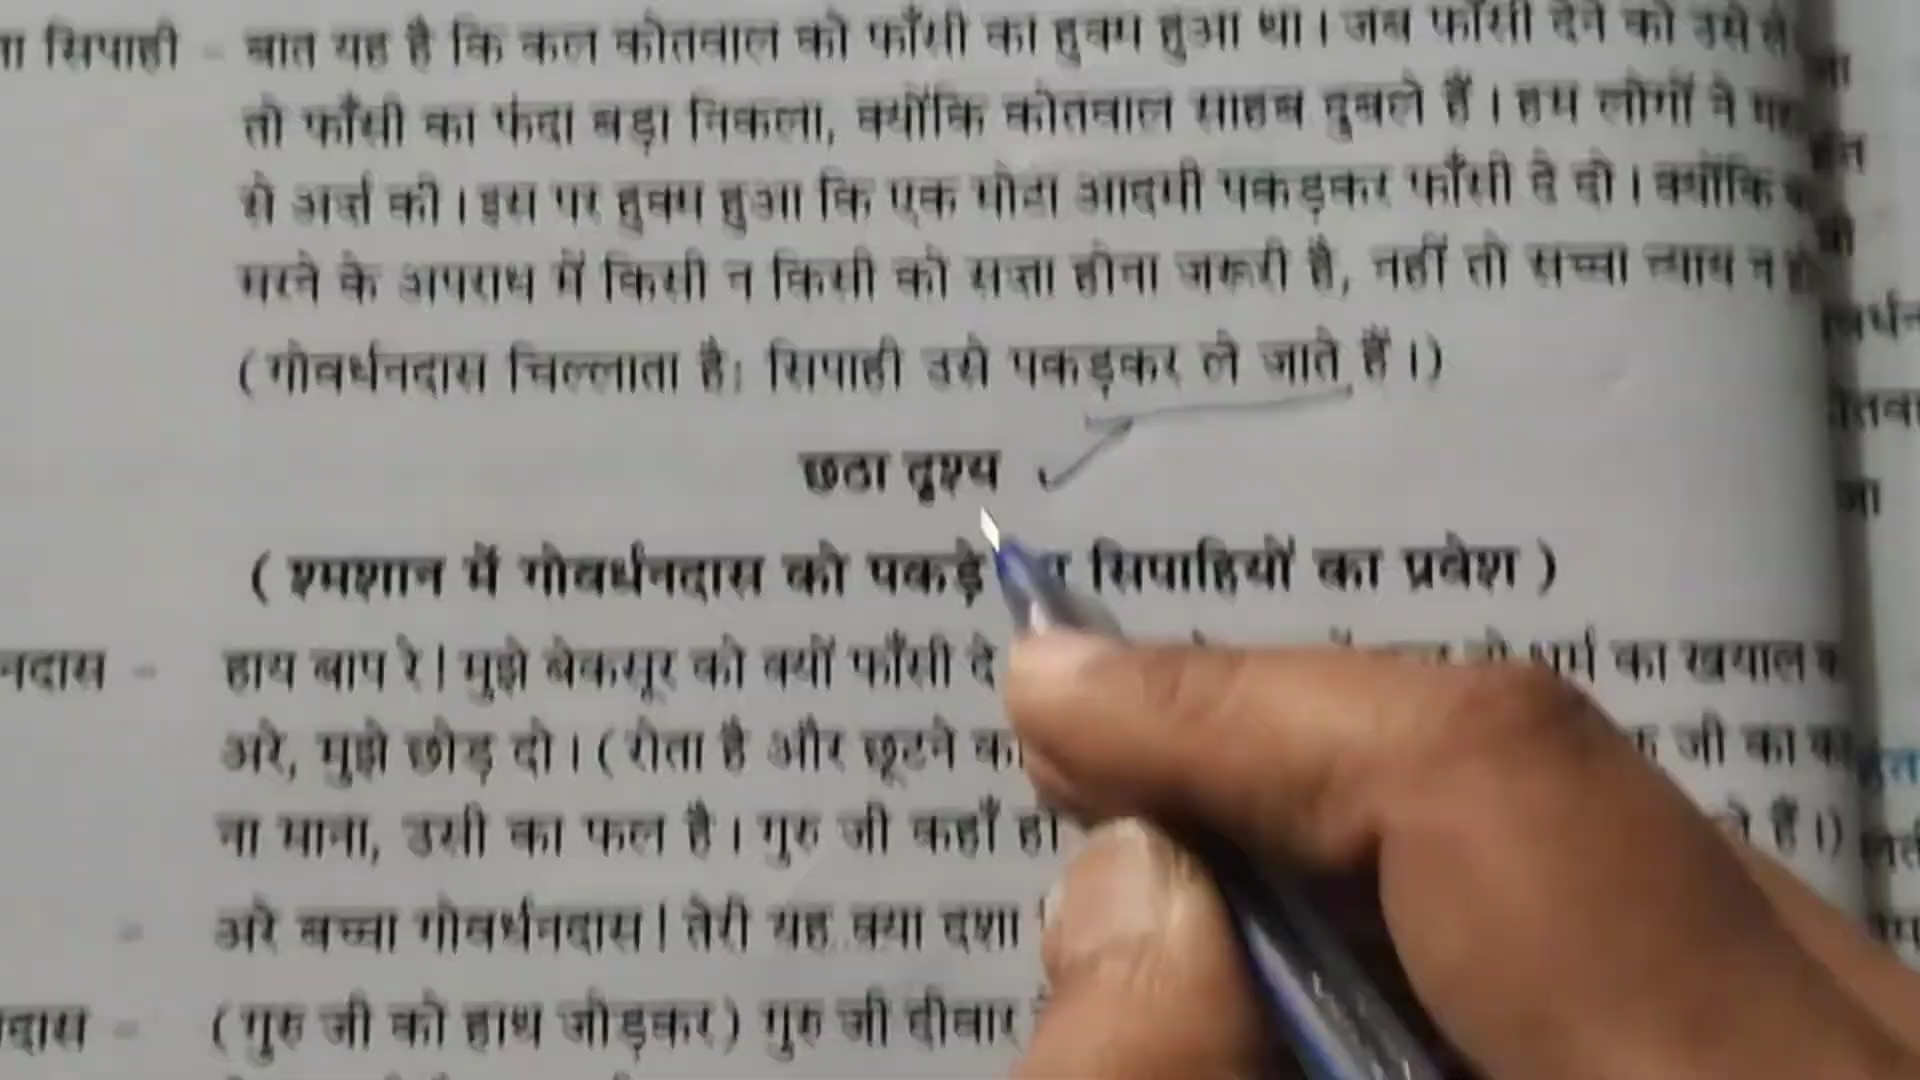 सिपाही - बात यह है कि कल कोतवाल को फाँसी का हुक्म हुआ था। जब फाँसी देने को उसे
तो फाँसी का फंदा बड़ा निकला, क्योंकि कोतवाल साहब दुबले हैं। हम लोगों ने
से अर्ज की। इस पर हुक्म हुआ कि एक मोटा आदमी पकड़कर फाँसी दे दो। क्योंकि
मरने के अपराध में किसी न किसी को सज़ा होना जरूरी है, नहीं तो सच्चा न्याय न
(गोवर्धनदास चिल्लाता है। सिपाही उसे पकड़कर ले जाते हैं।)
छठा दृश्य
( श्मशान में गोवर्धनदास को पकड़े सिपाहियों का प्रवेश )
नदास - हाय बाप रे! मुझे बेकसूर को क्यों फाँसी दे धर्म का खयाल
अरे, मुझे छोड़ दो। (रोता है और छूटने का जी का
ना माना, उसी का फल है। गुरु जी कहाँ हो हैं।)
- अरे बच्चा गोवर्धनदास! तेरी यह क्या दशा
दास - (गुरु जी को हाथ जोड़कर) गुरु जी दीवार